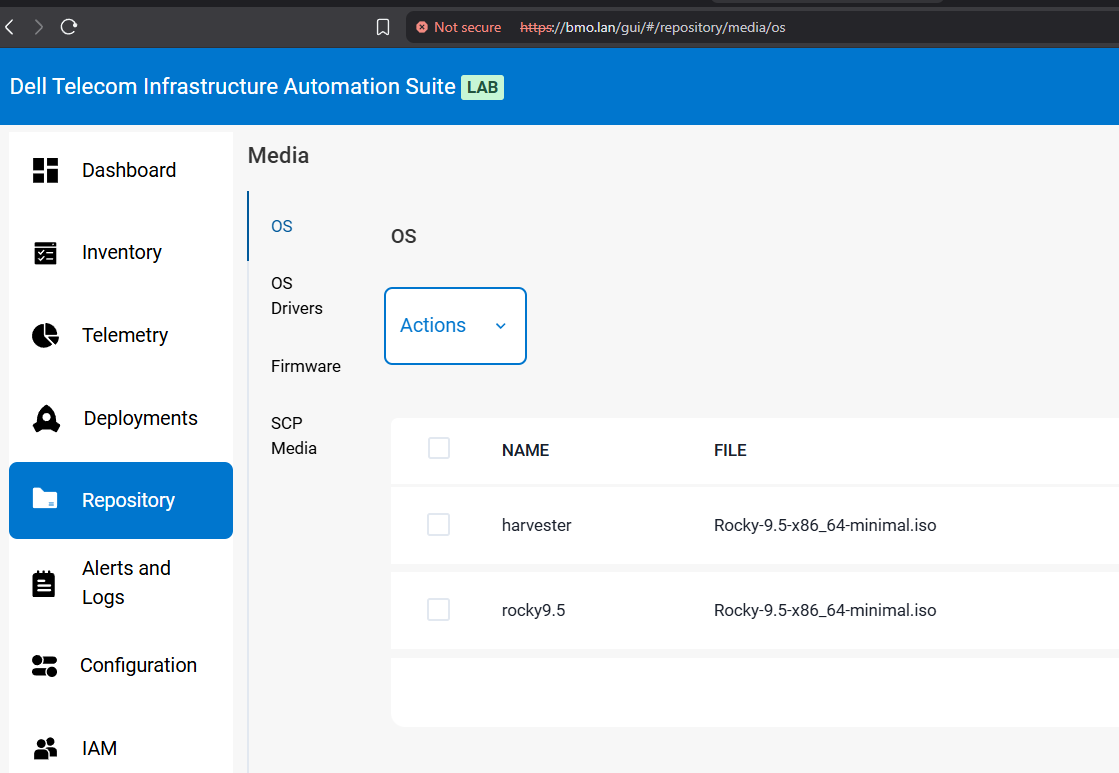 Not secure https://bmo.lan/gui/#/repository/media/os
Dell Telecom Infrastructure Automation Suite LAB
Dashboard
Inventory
Telemetry
Deployments
Repository
Alerts and
Logs
Configuration
IAM
Media
OS
OS
Drivers
Firmware
SCP
Media
OS
Actions
NAME FILE
harvester Rocky-9.5-x86_64-minimal.iso
rocky9.5 Rocky-9.5-x86_64-minimal.iso